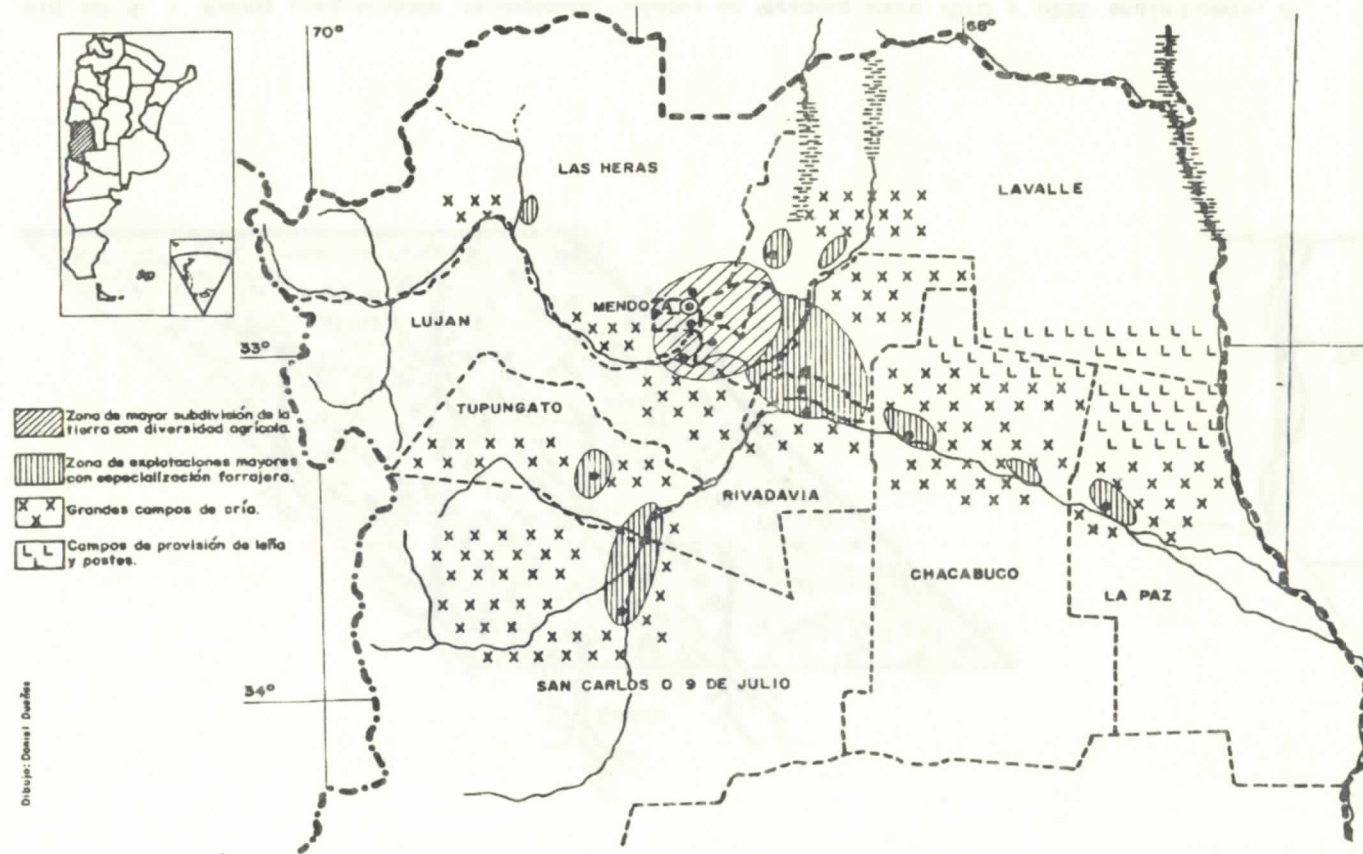 70°
68°
LAS HERAS
LAVALLE
MENDOZA
LUJAN
33°
TUPUNGATO
Zona de mayor subdivisión de la
tierra con diversidad agrícola.
Zona de explotaciones mayores
con especialización forrajera.
RIVADAVIA
Grandes campos de cría.
Campos de provisión de leña
y postes.
CHACABUCO
LA PAZ
SAN CARLOS O 9 DE JULIO
34°
Dibujo: Daniel Dueñes